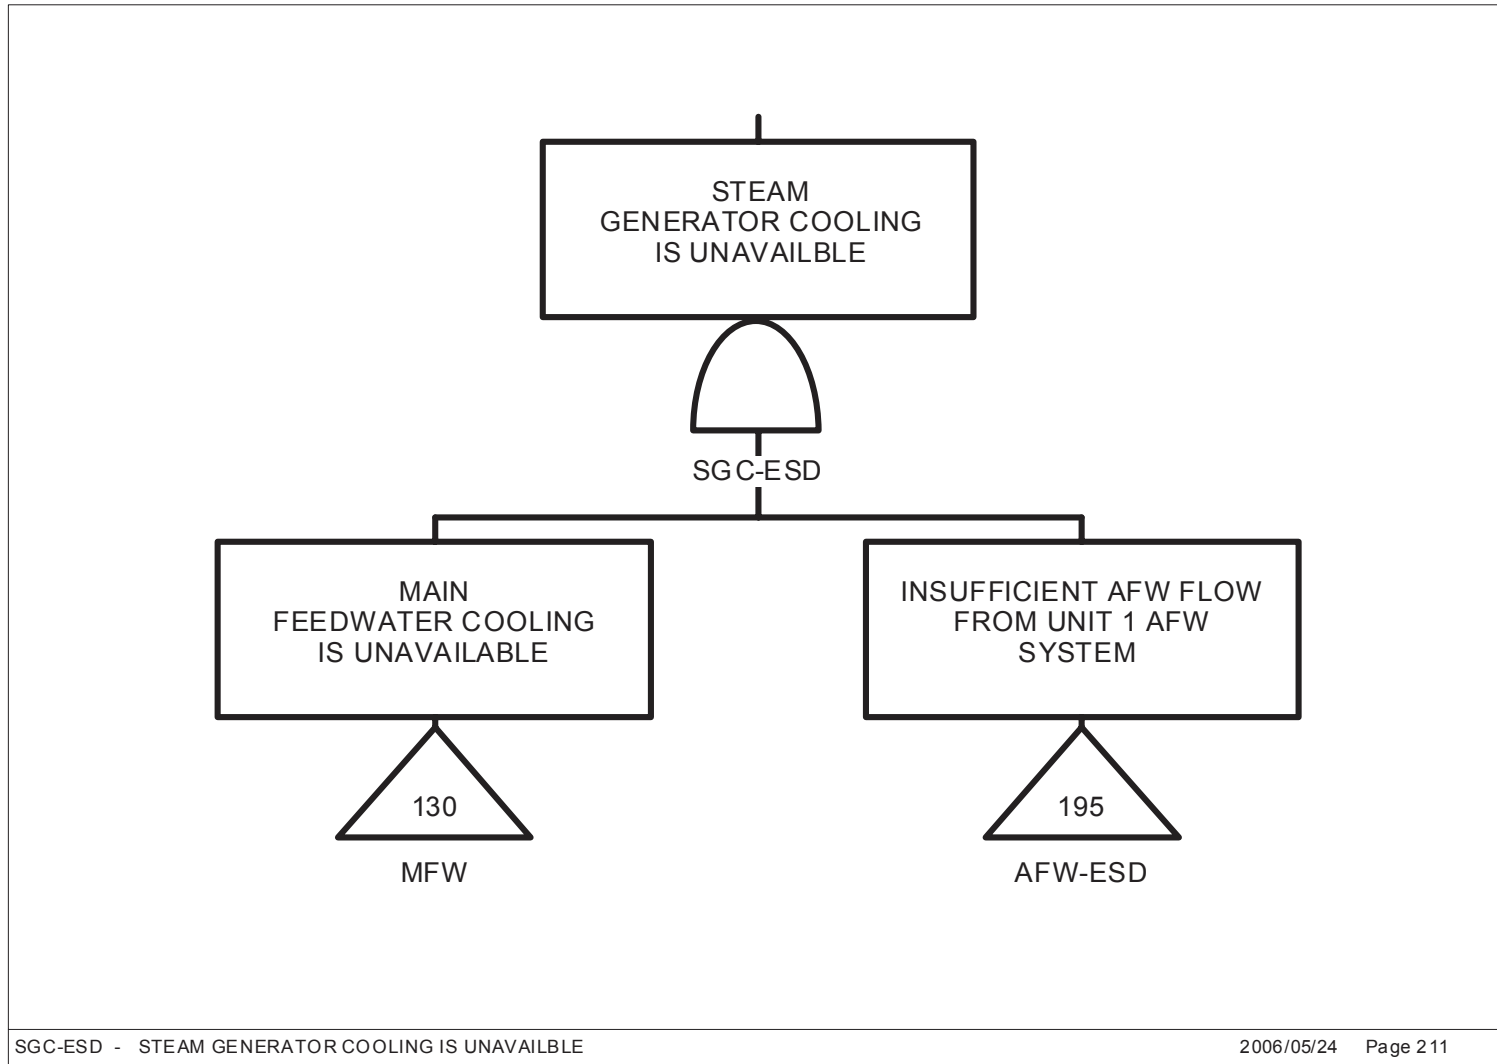 STEAM
GENERATOR COOLING
IS UNAVAILBLE
SGC-ESD
MAIN
FEEDWATER COOLING
IS UNAVAILABLE
INSUFFICIENT AFW FLOW
FROM UNIT 1 AFW
SYSTEM
130
195
MFW
AFW-ESD
SGC-ESD - STEAM GENERATOR COOLING IS UNAVAILBLE
2006/05/24 Page 211